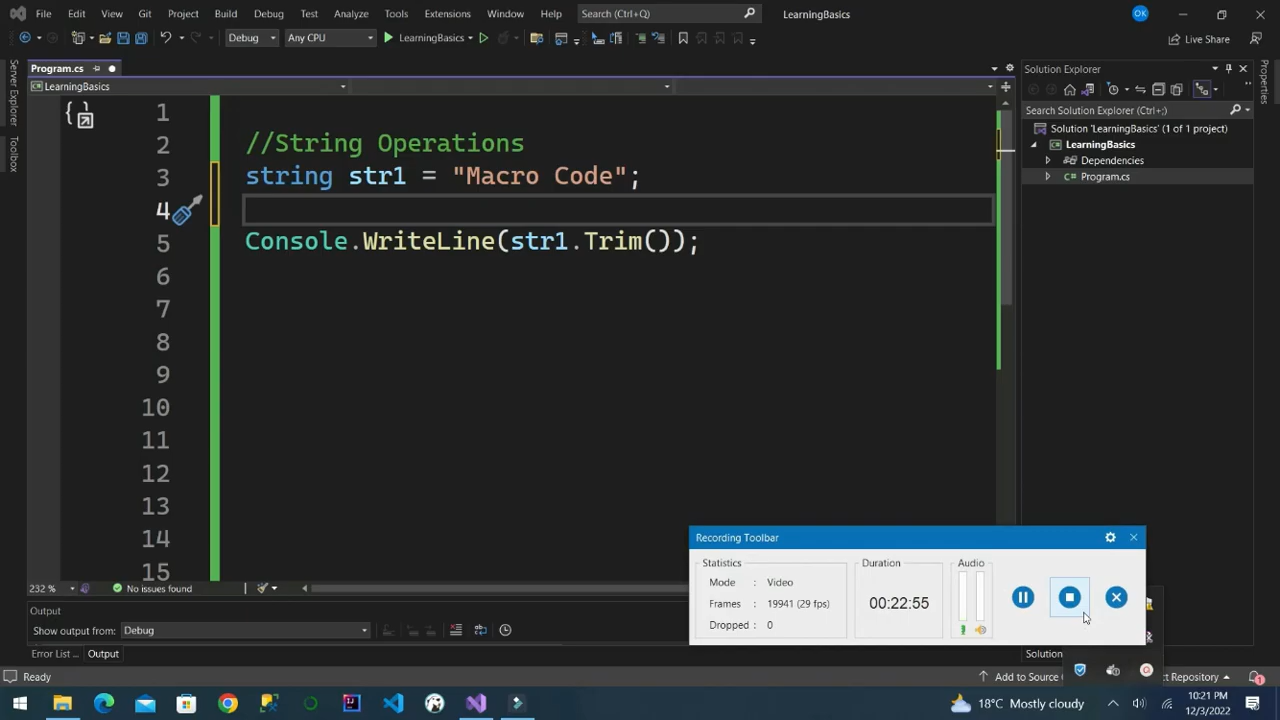 File Edit View Git Project Build Debug Test Analyze Tools Extensions Window Help Search (Ctrl+Q) LearningBasics OK
Debug Any CPU LearningBasics Live Share
Server Explorer
Toolbox
Program.cs
LearningBasics
1
2 //String Operations
3 string str1 = "Macro Code";
4
5 Console.WriteLine(str1.Trim());
6
7
8
9
10
11
12
13
14
15
232 % No issues found
Output
Show output from: Debug
Error List ... Output
Ready
Solution Explorer
Search Solution Explorer (Ctrl+;)
Solution 'LearningBasics' (1 of 1 project)
LearningBasics
Dependencies
Program.cs
Properties
Recording Toolbar
Statistics
Mode : Video
Frames : 19941 (29 fps)
Dropped : 0
Duration
00:22:55
Audio
Solution
Add to Source Repository
18°C Mostly cloudy
10:21 PM
12/3/2022